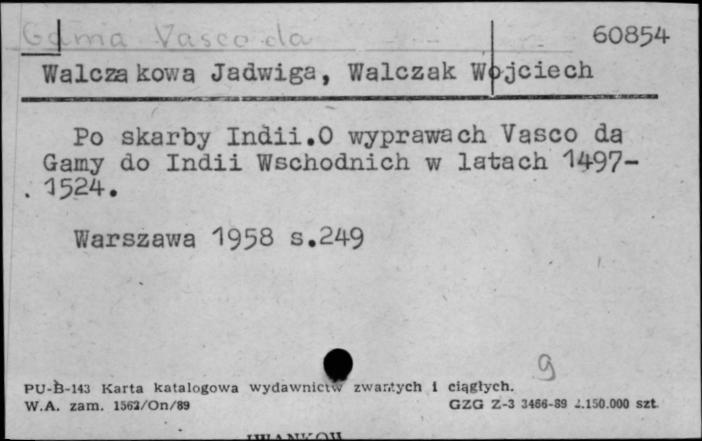 Gama Vasco da
60854
Walczakowa Jadwiga, Walczak Wojciech
Po skarby Indii.O wyprawach Vasco da
Gamy do Indii Wschodnich w latach 1497-
1524.
Warszawa 1958 s.249
g
PU-B-143 Karta katalogowa wydawnictw zwartych i ciągłych.
W.A. zam. 1562/On/89 GZG Z-3 3466-89 2.150.000 szt.